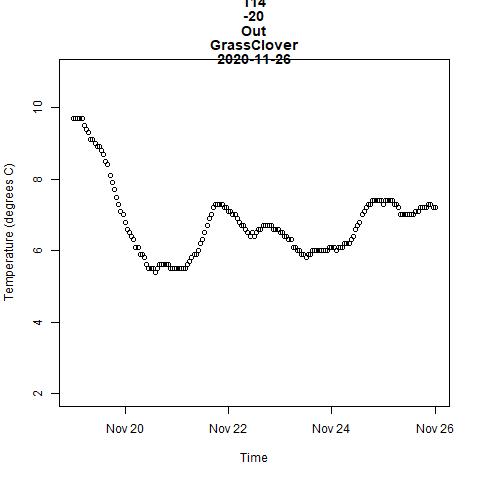 114
-20
Out
GrassClover
2020-11-26
Temperature (degrees C)
10
8
6
4
2
Nov 20
Nov 22
Nov 24
Nov 26
Time